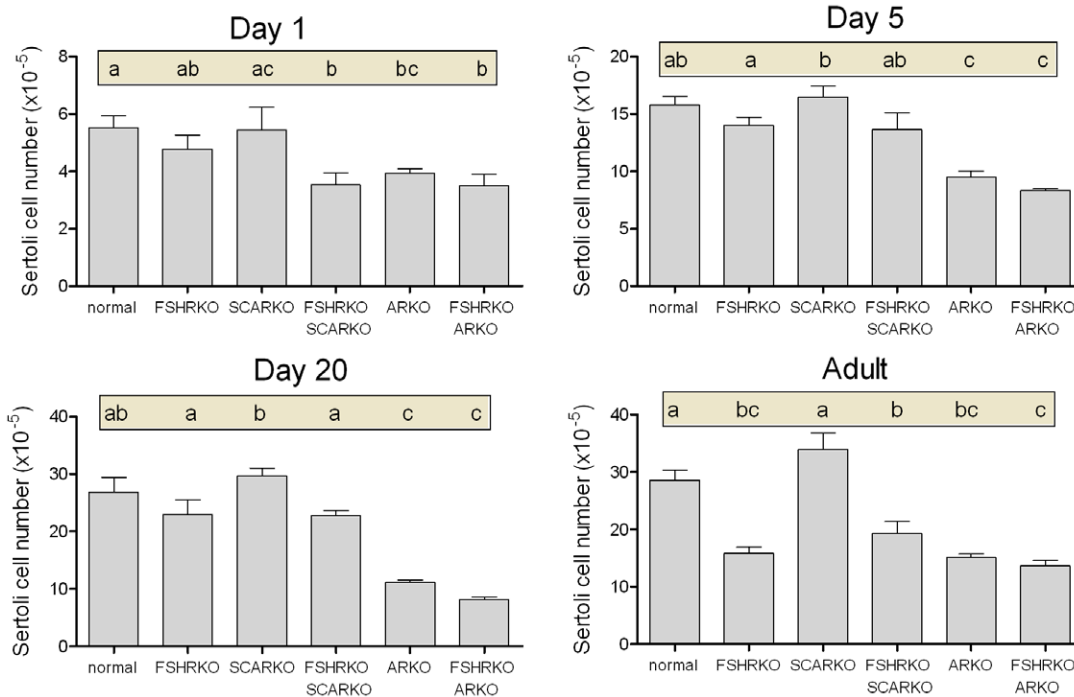 Day 1
Sertoli cell number (x10⁻⁵)
8
6
4
2
0
a ab ac b bc b
normal FSHRKO SCARKO FSHRKO ARKO FSHRKO
SCARKO ARKO
Day 5
Sertoli cell number (x10⁻⁵)
20
15
10
5
0
ab a b ab c c
normal FSHRKO SCARKO FSHRKO ARKO FSHRKO
SCARKO ARKO
Day 20
Sertoli cell number (x10⁻⁵)
40
30
20
10
0
ab a b a c c
normal FSHRKO SCARKO FSHRKO ARKO FSHRKO
SCARKO ARKO
Adult
Sertoli cell number (x10⁻⁵)
40
30
20
10
0
a bc a b bc c
normal FSHRKO SCARKO FSHRKO ARKO FSHRKO
SCARKO ARKO